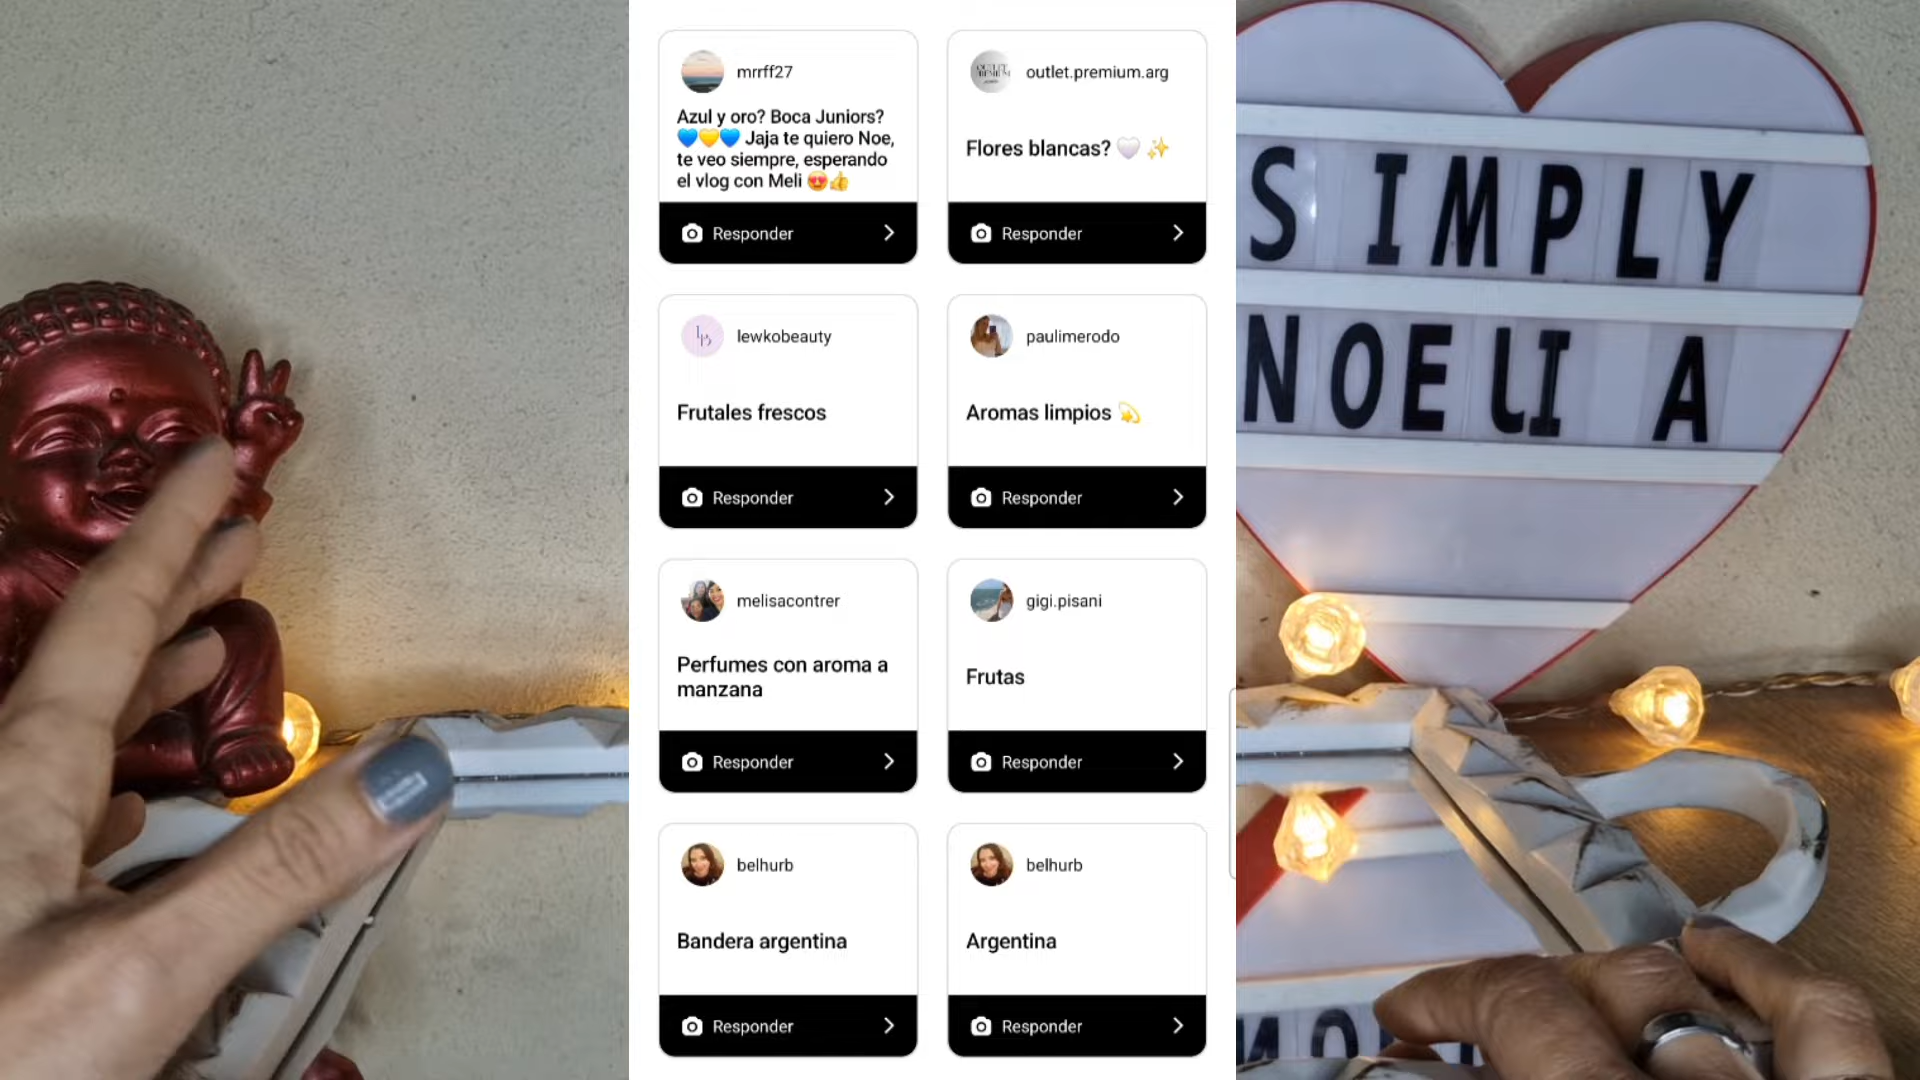 mrrff27
Azul y oro? Boca Juniors?
💙💛💙 Jaja te quiero Noe,
te veo siempre, esperando
el vlog con Meli 😍👍
Responder
outlet.premium.arg
Flores blancas? 🤍 ✨
Responder
lewkobeauty
Frutales frescos
Responder
paulimerodo
Aromas limpios 💫
Responder
melisacontrer
Perfumes con aroma a
manzana
Responder
gigi.pisani
Frutas
Responder
belhurb
Bandera argentina
Responder
belhurb
Argentina
Responder
SIMPLY
NOELIA